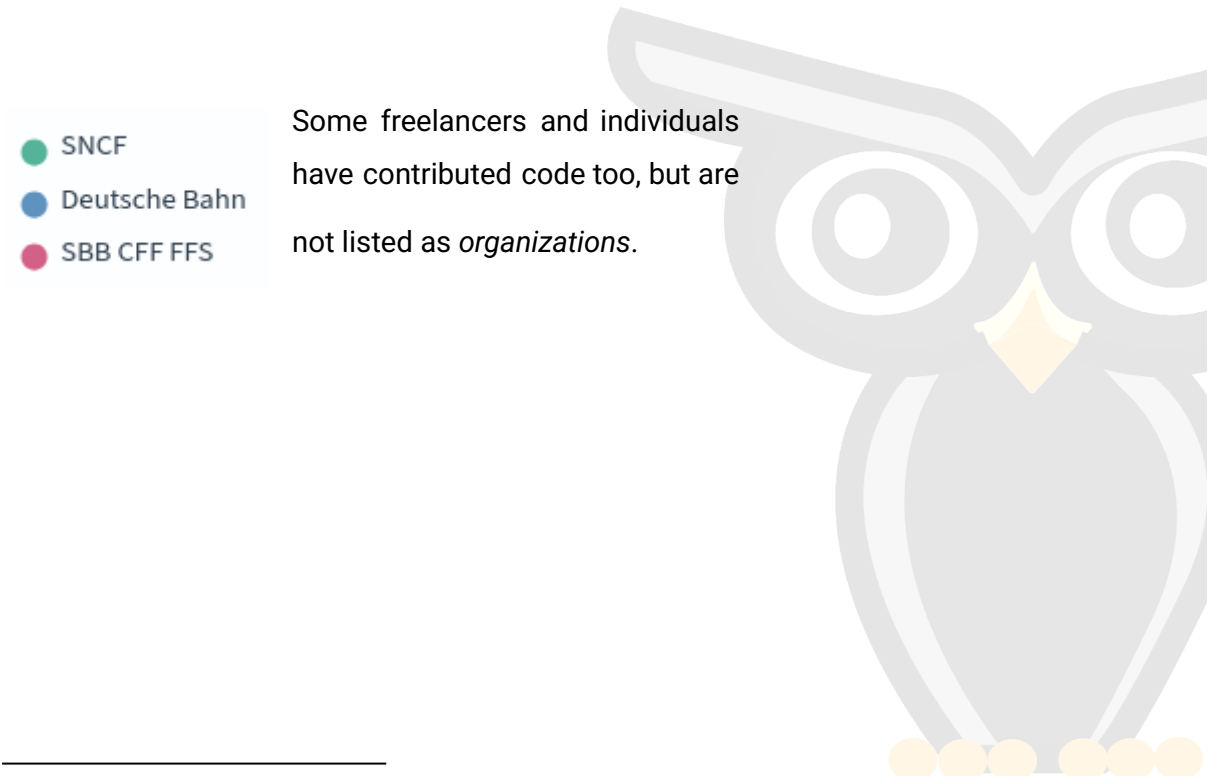 SNCF
Deutsche Bahn
SBB CFF FFS
Some freelancers and individuals
have contributed code too, but are
not listed as organizations.